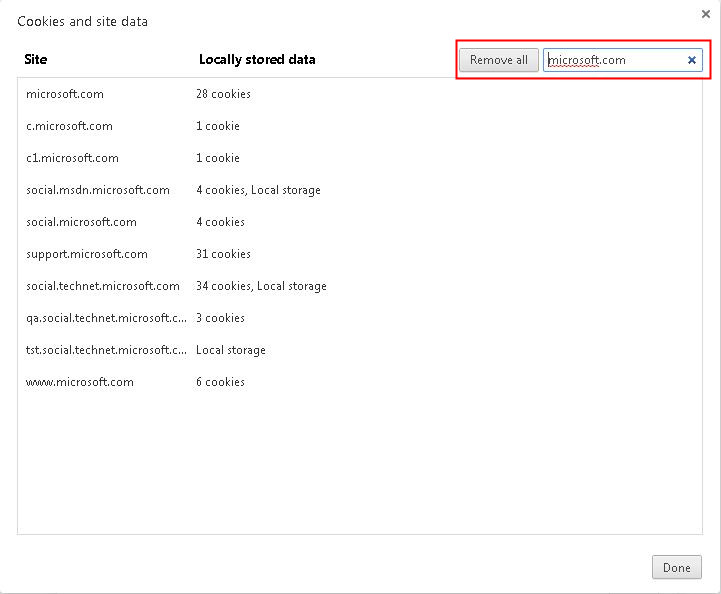 Cookies and site data
Site Locally stored data Remove all microsoft.com
microsoft.com 28 cookies
c.microsoft.com 1 cookie
c1.microsoft.com 1 cookie
social.msdn.microsoft.com 4 cookies, Local storage
social.microsoft.com 4 cookies
support.microsoft.com 31 cookies
social.technet.microsoft.com 34 cookies, Local storage
qa.social.technet.microsoft.c... 3 cookies
tst.social.technet.microsoft.c... Local storage
www.microsoft.com 6 cookies
Done